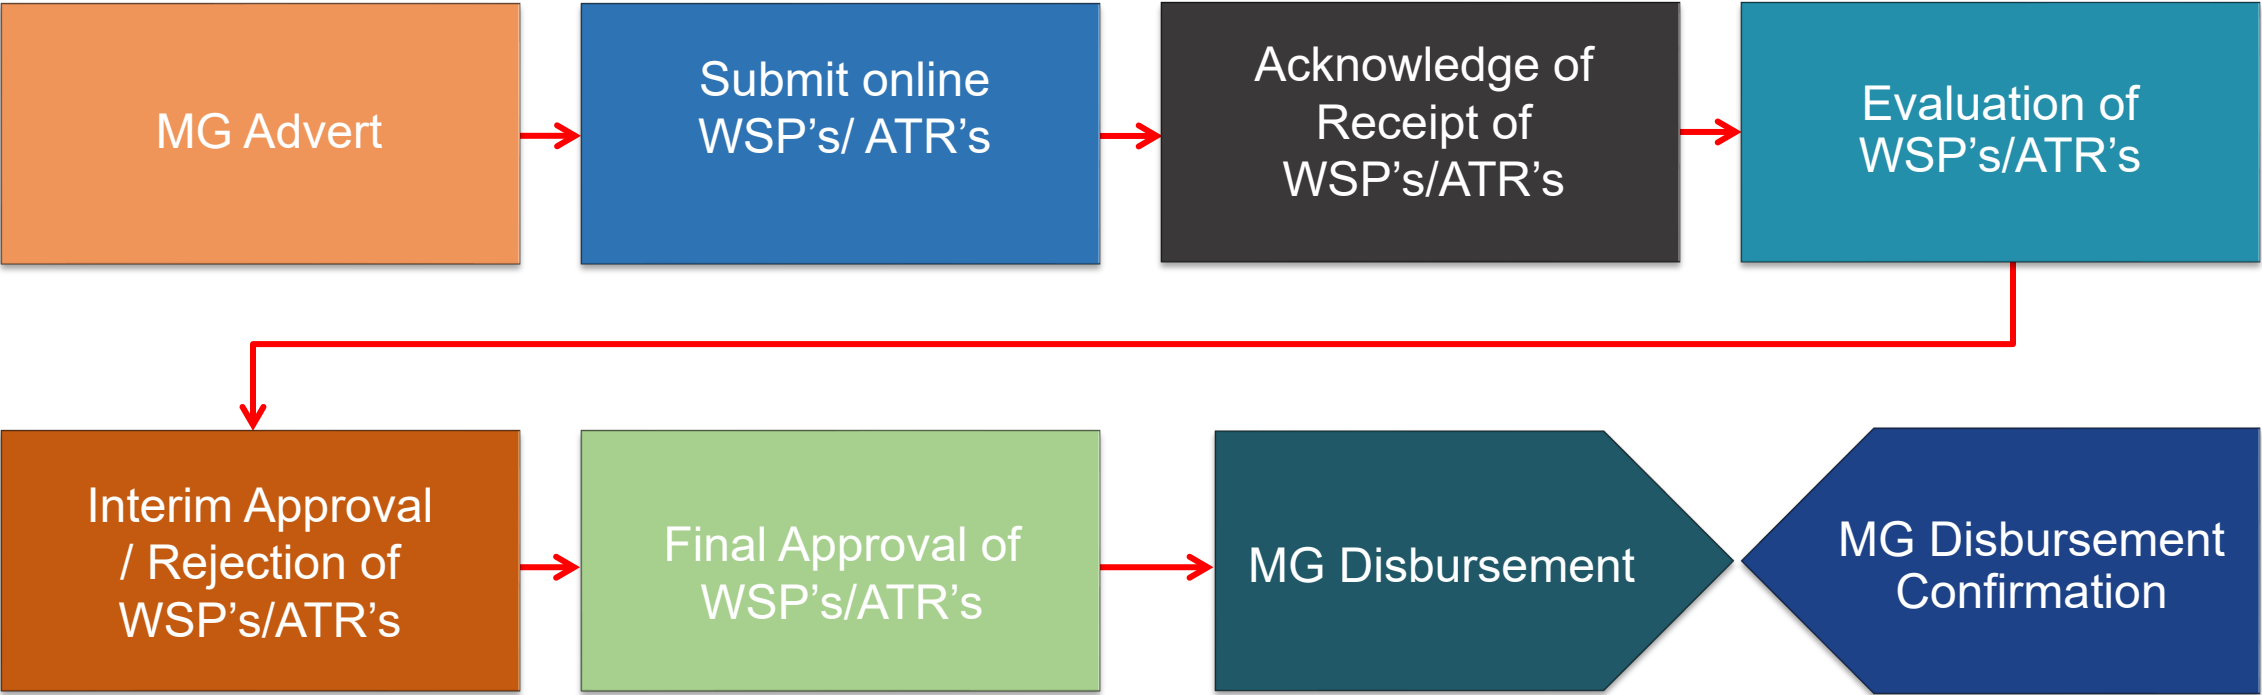 MG Advert
Submit online
WSP’s/ ATR’s
Acknowledge of
Receipt of
WSP’s/ATR’s
Evaluation of
WSP’s/ATR’s
Interim Approval
/ Rejection of
WSP’s/ATR’s
Final Approval of
WSP’s/ATR’s
MG Disbursement
MG Disbursement
Confirmation